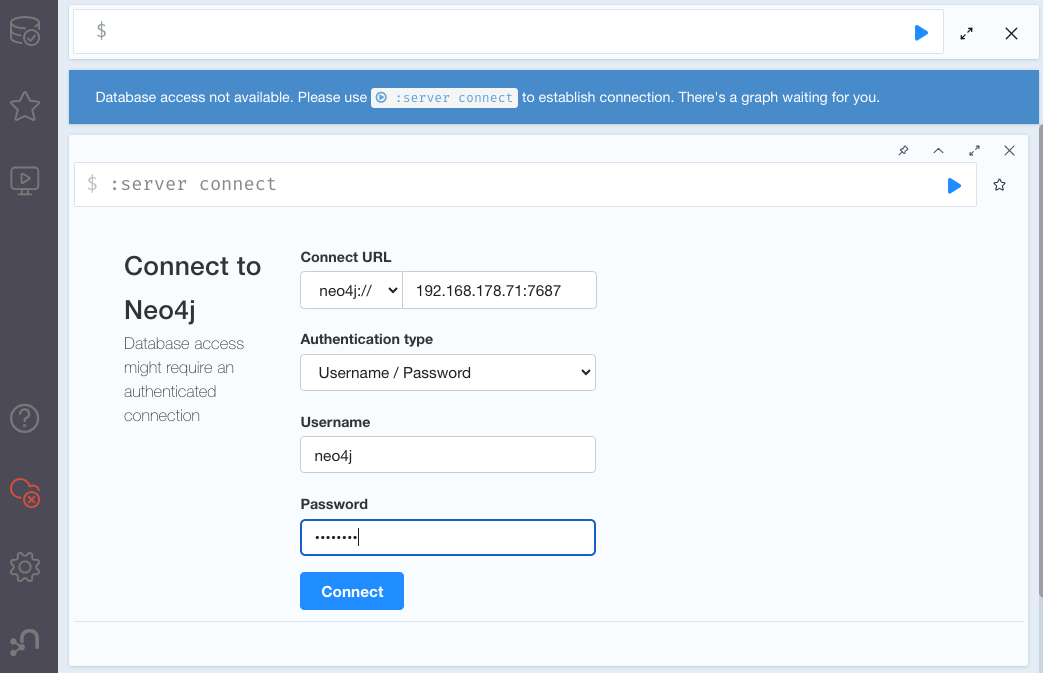 $
Database access not available. Please use :server connect to establish connection. There's a graph waiting for you.
$ :server connect
Connect to
Neo4j
Database access
might require an
authenticated
connection
Connect URL
neo4j:// 192.168.178.71:7687
Authentication type
Username / Password
Username
neo4j
Password
••••••••
Connect